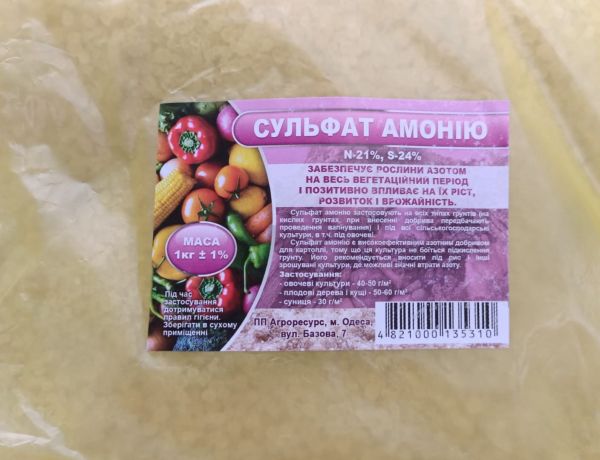 СУЛЬФАТ АМОНІЮ
N-21%, S-24%
ЗАБЕЗПЕЧУЄ РОСЛИНИ АЗОТОМ
НА ВЕСЬ ВЕГЕТАЦІЙНИЙ ПЕРІОД
І ПОЗИТИВНО ВПЛИВАЄ НА ЇХ РІСТ,
РОЗВИТОК І ВРОЖАЙНІСТЬ.
Сульфат амонію застосовують на всіх типах ґрунтів (на
кислих ґрунтах, при внесенні добрива передбачають
проведення вапнування) і під всі сільськогосподарські
культури, в т.ч. під овочеві.
Сульфат амонію є високоефективним азотним добривом
для картоплі, тому що ця культура не боїться підкислення
ґрунту. Його рекомендується вносити під рис і інші
зрошувані культури, де можливі значні втрати азоту.
Застосування:
- овочеві культури - 40-50 г/м²
- плодові дерева і кущі - 50-60 г/м²
- суниця - 30 г/м²
МАСА
1кг ± 1%
Під час
застосування
дотримуватися
правил гігієни.
Зберігати в сухому
приміщенні
ПП Агроресурс, м. Одеса,
вул. Базова, 7
4 821000 135310